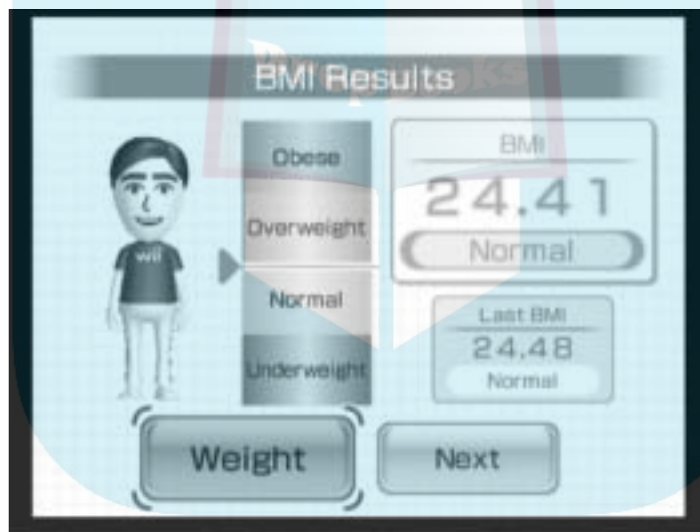 BMI Results
Obese
Overweight
Normal
Underweight
wii
BMI
24.41
Normal
Last BMI
24.48
Normal
Weight
Next